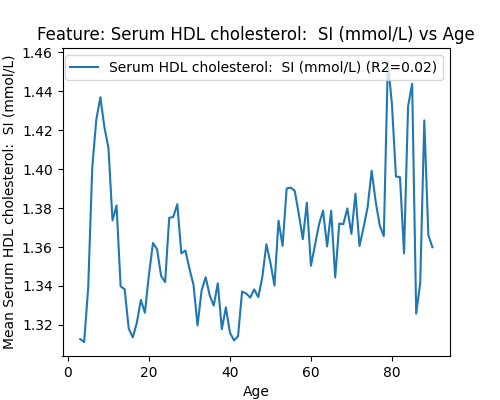 Feature: Serum HDL cholesterol:  SI (mmol/L) vs Age
Serum HDL cholesterol:  SI (mmol/L) (R2=0.02)
Mean Serum HDL cholesterol:  SI (mmol/L)
1.46
1.44
1.42
1.40
1.38
1.36
1.34
1.32
0 20 40 60 80
Age